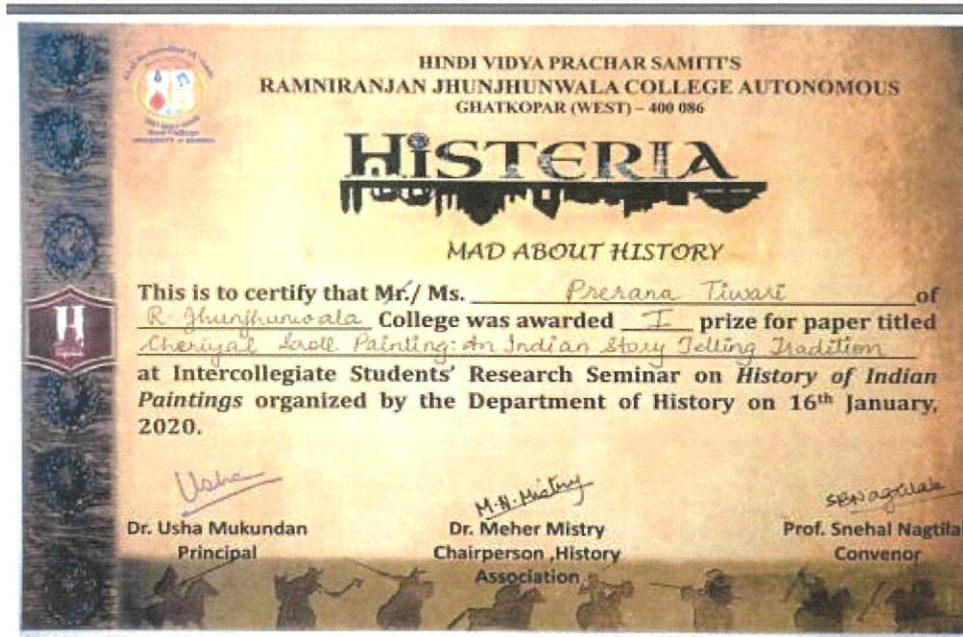 HINDI VIDYA PRACHAR SAMITI'S
RAMNIRANJAN JHUNJHUNWALA COLLEGE AUTONOMOUS
GHATKOPAR (WEST) – 400 086
HiSTERIA
MAD ABOUT HISTORY
This is to certify that Mr./ Ms. Prerana Tiwari of
R. Jhunjhunwala College was awarded I prize for paper titled
Cheriyal Painting: An Indian Story Telling Tradition
at Intercollegiate Students' Research Seminar on History of Indian
Paintings organized by the Department of History on 16th January,
2020.
Usha M.N. Mistry SBNagtilak
Dr. Usha Mukundan Dr. Meher Mistry Prof. Snehal Nagtila
Principal Chairperson ,History Convenor
Association
H